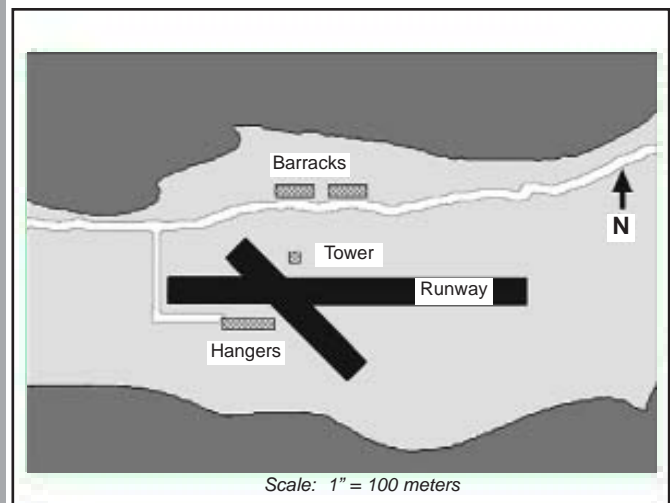 Barracks
N
Tower
Runway
Hangers
Scale: 1” = 100 meters